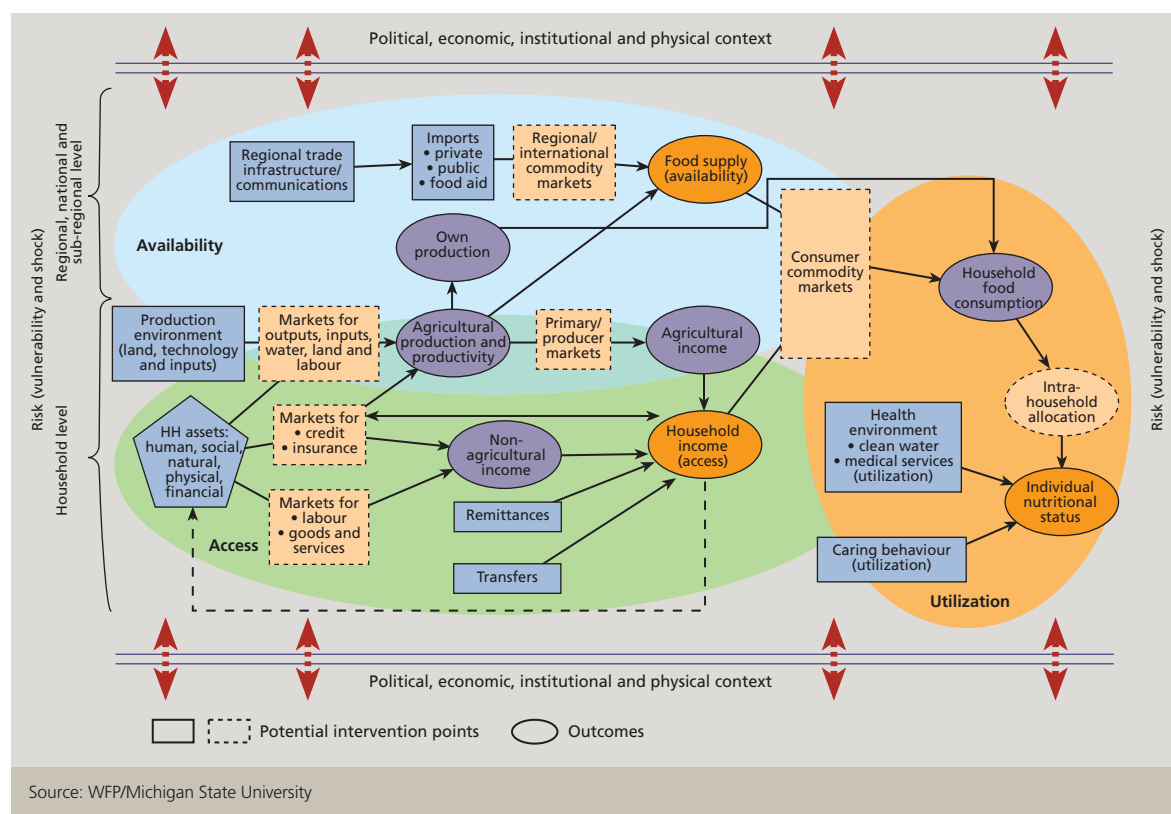 Political, economic, institutional and physical context
Risk (vulnerability and shock)
Regional, national and
sub-regional level
Household level
Regional trade
infrastructure/
communications
Imports
• private
• public
• food aid
Regional/
international
commodity
markets
Food supply
(availability)
Availability
Own
production
Consumer
commodity
markets
Household
food
consumption
Risk (vulnerability and shock)
Production
environment
(land, technology
and inputs)
Markets for
outputs, inputs,
water, land and
labour
Agricultural
production and
productivity
Primary/
producer
markets
Agricultural
income
Intra-
household
allocation
HH assets:
human, social,
natural,
physical,
financial
Markets for
• credit
• insurance
Non-
agricultural
income
Household
income
(access)
Health
environment
• clean water
• medical services
(utilization)
Individual
nutritional
status
Markets for
• labour
• goods and
services
Remittances
Access
Transfers
Caring behaviour
(utilization)
Utilization
Political, economic, institutional and physical context
Potential intervention points
Outcomes
Source: WFP/Michigan State University